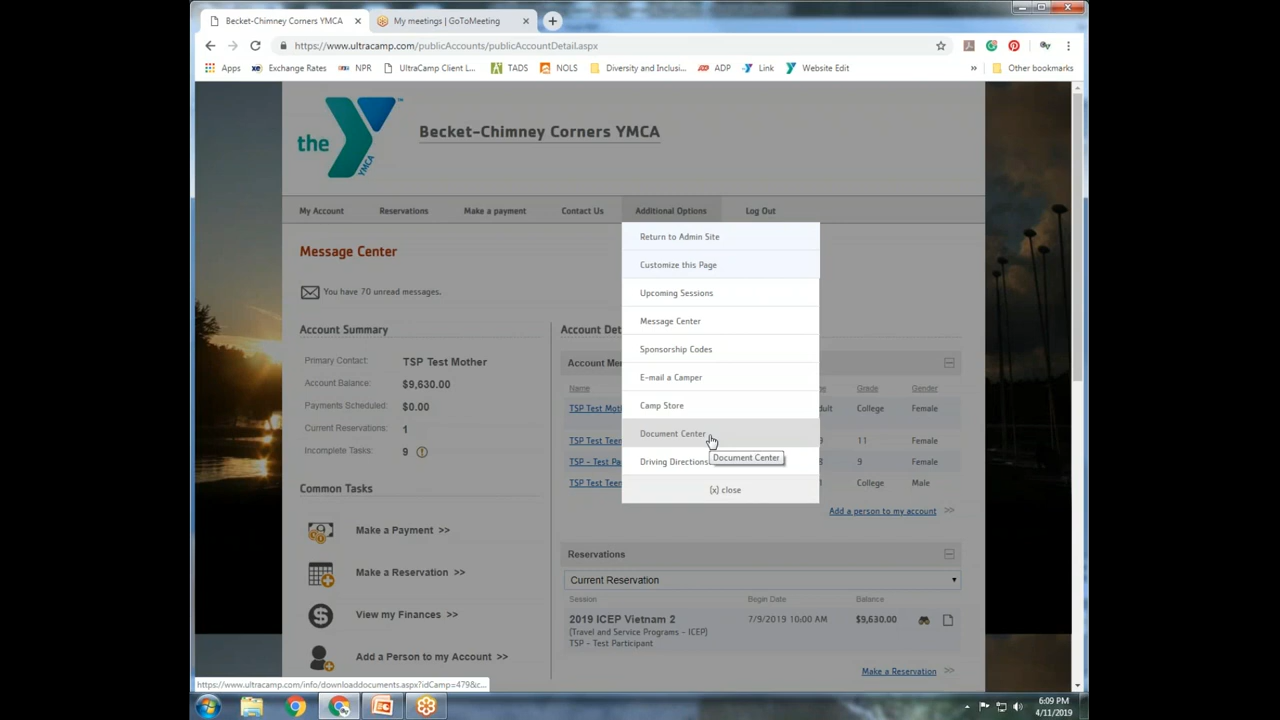 Becket-Chimney Corners YMCA
My meetings | GoToMeeting
https://www.ultracamp.com/publicAccounts/publicAccountDetail.aspx
Apps
Exchange Rates
NPR
UltraCamp Client L...
TADS
NOLS
Diversity and Inclusi...
ADP
Link
Website Edit
»
Other bookmarks
the
YMCA
Becket-Chimney Corners YMCA
My Account
Reservations
Make a payment
Contact Us
Additional Options
Log Out
Message Center
You have 70 unread messages.
Account Summary
Primary Contact: TSP Test Mother
Account Balance: $9,630.00
Payments Scheduled: $0.00
Current Reservations: 1
Incomplete Tasks: 9
Common Tasks
Make a Payment >>
Make a Reservation >>
View my Finances >>
Add a Person to my Account >>
Return to Admin Site
Customize this Page
Upcoming Sessions
Message Center
Sponsorship Codes
E-mail a Camper
Camp Store
Document Center
Document Center
Driving Directions
(x) close
Account Det
Account Me
Name
Grade
Gender
TSP Test Mot
dult
College
Female
TSP Test Teen
11
Female
TSP - Test Pa
9
Female
TSP Test Teen
College
Male
Add a person to my account >>
Reservations
Current Reservation
Session
Begin Date
Balance
2019 ICEP Vietnam 2
7/9/2019 10:00 AM
$9,630.00
(Travel and Service Programs - ICEP)
TSP - Test Participant
Make a Reservation >>
https://www.ultracamp.com/info/downloaddocuments.aspx?idCamp=479&c...
6:09 PM
4/11/2019